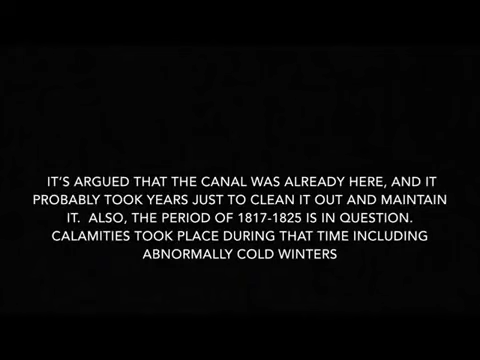 IT'S ARGUED THAT THE CANAL WAS ALREADY HERE, AND IT
PROBABLY TOOK YEARS JUST TO CLEAN IT OUT AND MAINTAIN
IT.  ALSO, THE PERIOD OF 1817-1825 IS IN QUESTION.
CALAMITIES TOOK PLACE DURING THAT TIME INCLUDING
ABNORMALLY COLD WINTERS